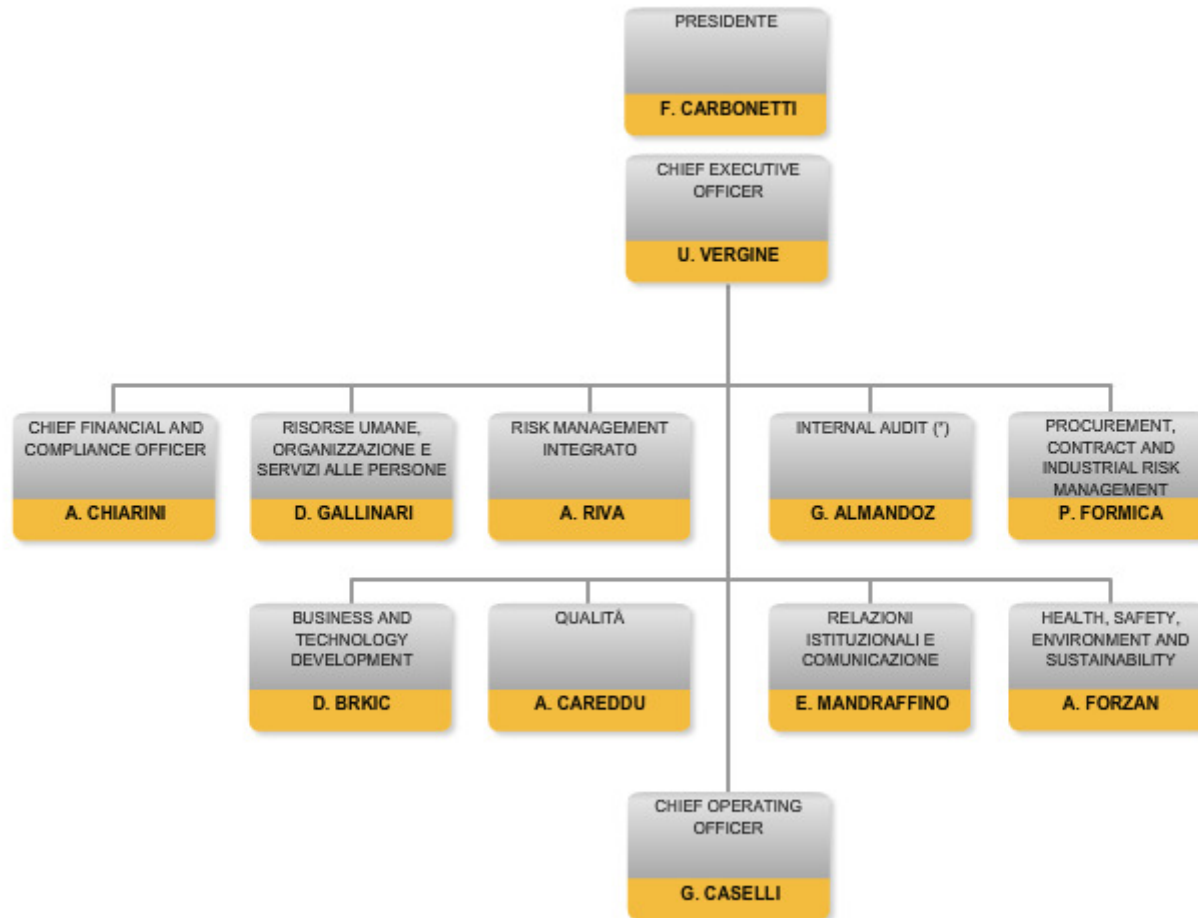 PRESIDENTE
F. CARBONETTI
CHIEF EXECUTIVE
OFFICER
U. VERGINE
CHIEF FINANCIAL AND
COMPLIANCE OFFICER
A. CHIARINI
RISORSE UMANE,
ORGANIZZAZIONE E
SERVIZI ALLE PERSONE
D. GALLINARI
RISK MANAGEMENT
INTEGRATO
A. RIVA
INTERNAL AUDIT (*)
G. ALMANDOZ
PROCUREMENT,
CONTRACT AND
INDUSTRIAL RISK
MANAGEMENT
P. FORMICA
BUSINESS AND
TECHNOLOGY
DEVELOPMENT
D. BRKIC
QUALITÀ
A. CAREDDU
RELAZIONI
ISTITUZIONALI E
COMUNICAZIONE
E. MANDRAFFINO
HEALTH, SAFETY,
ENVIRONMENT AND
SUSTAINABILITY
A. FORZAN
CHIEF OPERATING
OFFICER
G. CASELLI